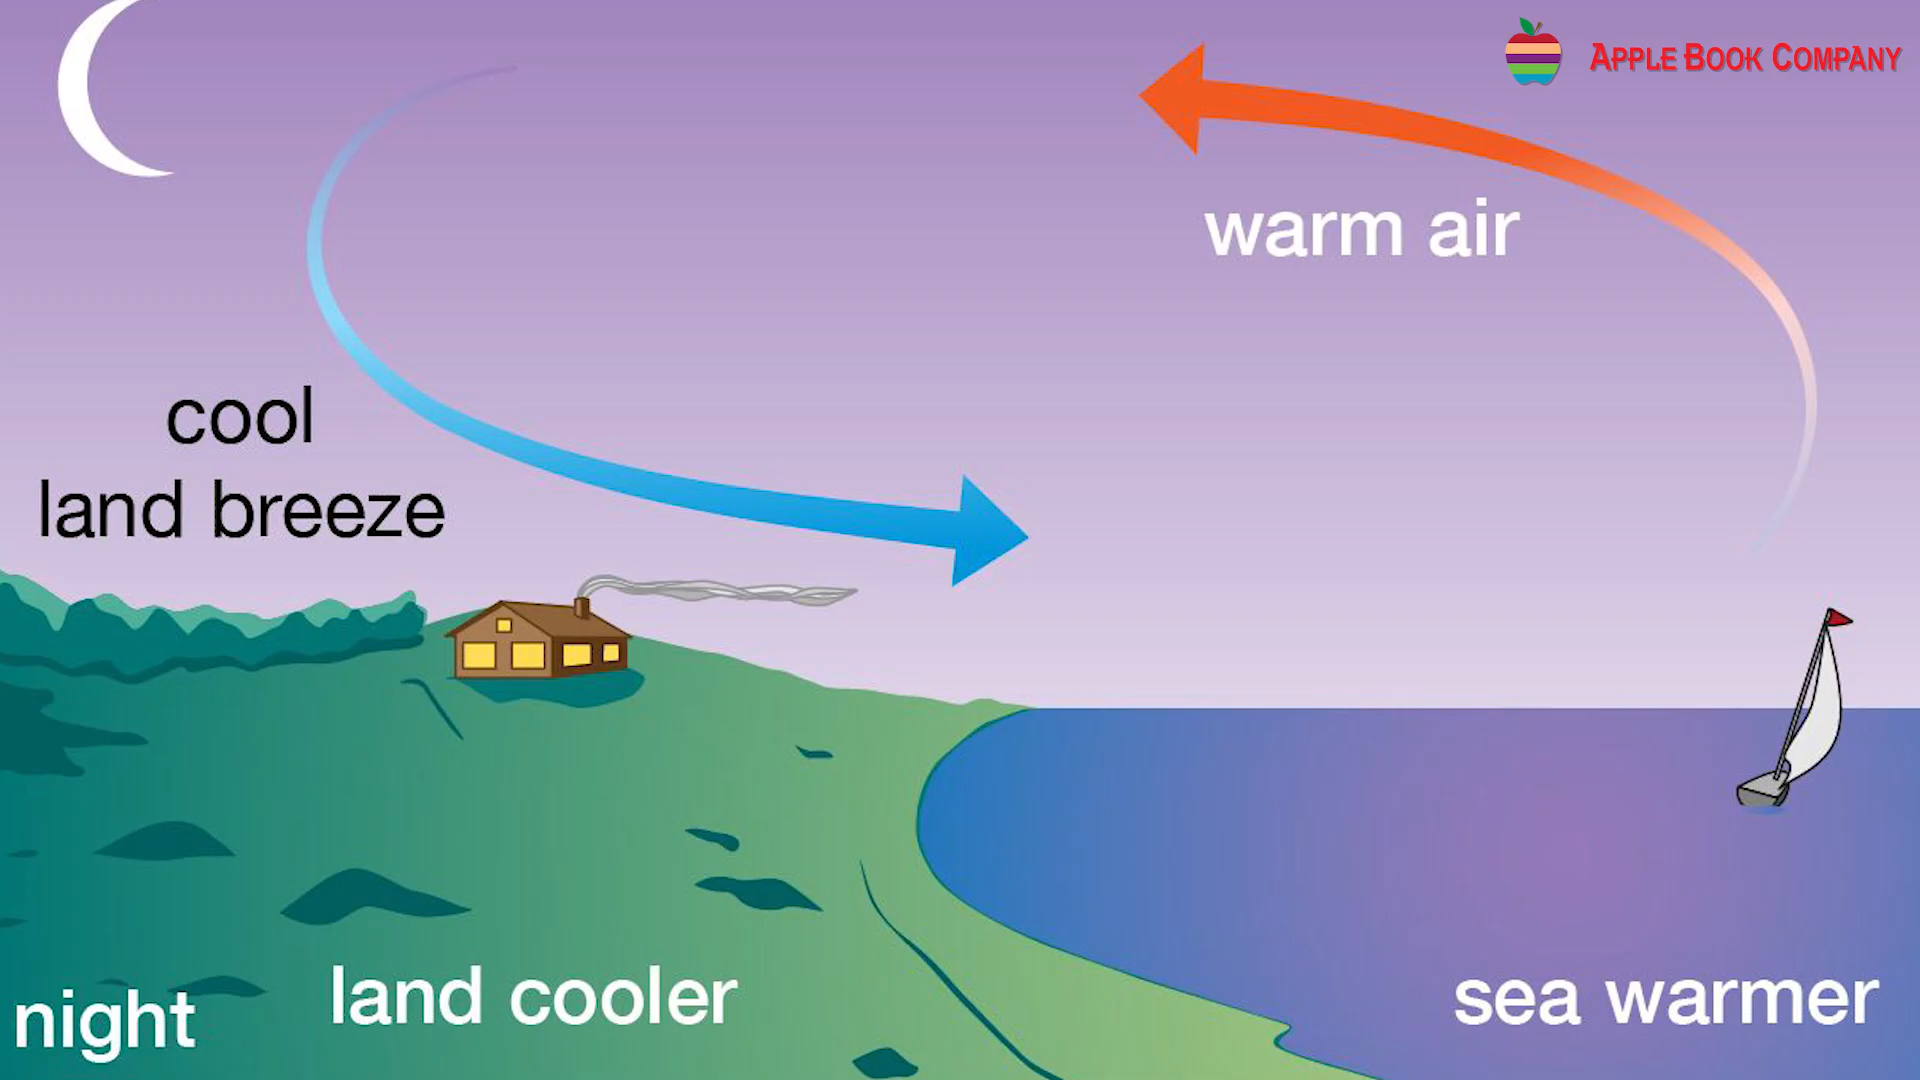 APPLE BOOK COMPANY
warm air
cool
land breeze
land cooler
sea warmer
night